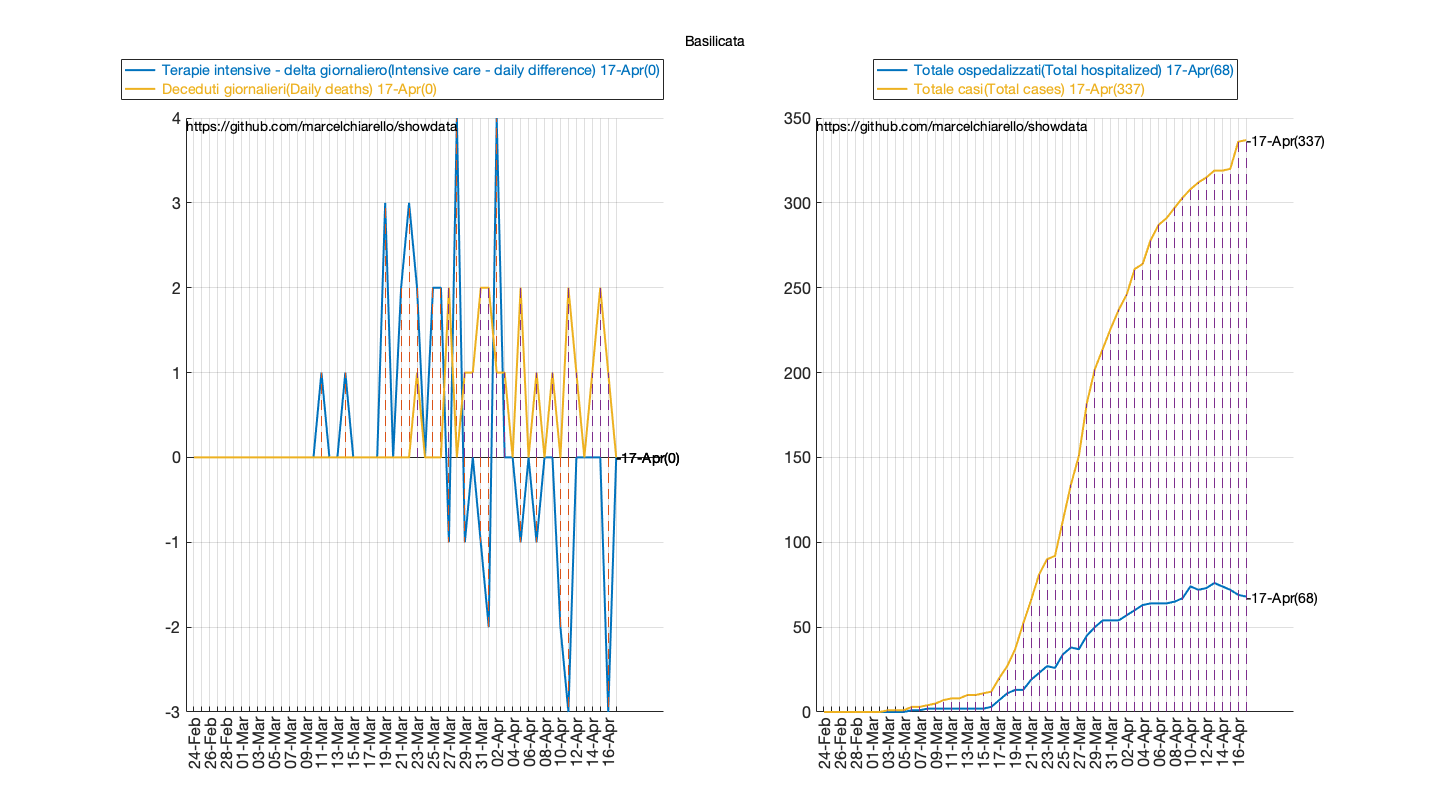 Basilicata
Terapie intensive - delta giornaliero(Intensive care - daily difference) 17-Apr(0)
Deceduti giornalieri(Daily deaths) 17-Apr(0)
https://github.com/marcelchiarello/showdata
4
3
2
1
0
-1
-2
-3
-17-Apr(0)
24-Feb
26-Feb
28-Feb
01-Mar
03-Mar
05-Mar
07-Mar
09-Mar
11-Mar
13-Mar
15-Mar
17-Mar
19-Mar
21-Mar
23-Mar
25-Mar
27-Mar
29-Mar
31-Mar
02-Apr
04-Apr
06-Apr
08-Apr
10-Apr
12-Apr
14-Apr
16-Apr
Totale ospedalizzati(Total hospitalized) 17-Apr(68)
Totale casi(Total cases) 17-Apr(337)
https://github.com/marcelchiarello/showdata
350
300
250
200
150
100
50
0
-17-Apr(337)
-17-Apr(68)
24-Feb
26-Feb
28-Feb
01-Mar
03-Mar
05-Mar
07-Mar
09-Mar
11-Mar
13-Mar
15-Mar
17-Mar
19-Mar
21-Mar
23-Mar
25-Mar
27-Mar
29-Mar
31-Mar
02-Apr
04-Apr
06-Apr
08-Apr
10-Apr
12-Apr
14-Apr
16-Apr